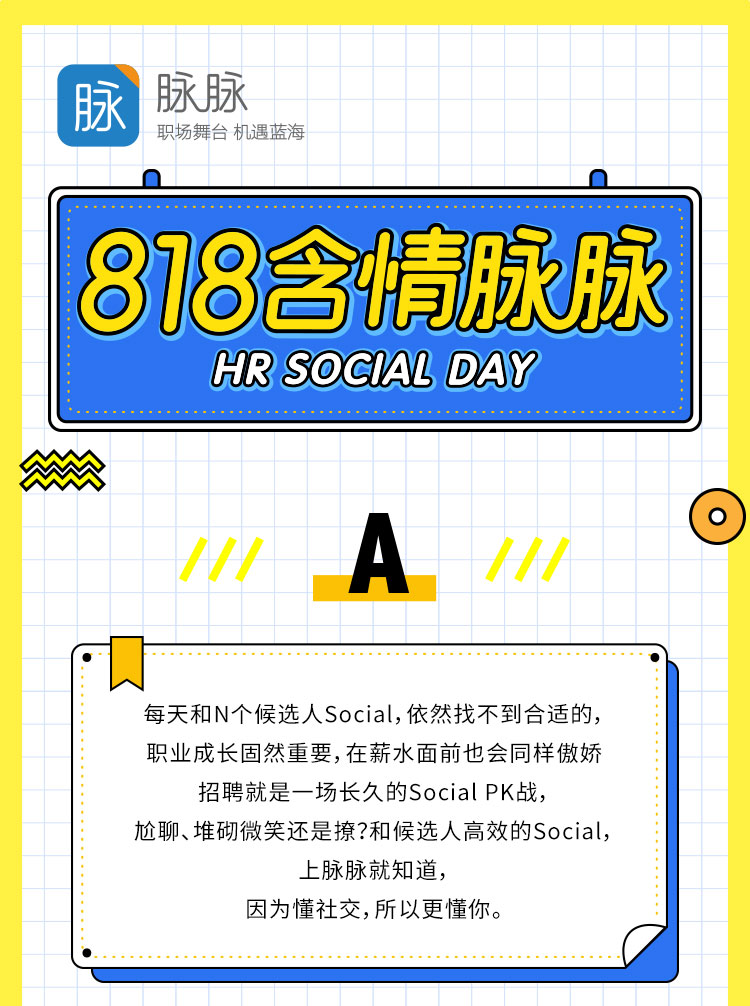 脉
脉脉
职场舞台 机遇蓝海
818含情脉脉
HR SOCIAL DAY
A
每天和N个候选人Social，依然找不到合适的，
职业成长固然重要，在薪水面前也会同样傲娇
招聘就是一场长久的Social PK战，
尬聊、堆砌微笑还是撩？和候选人高效的Social，
上脉脉就知道，
因为懂社交，所以更懂你。